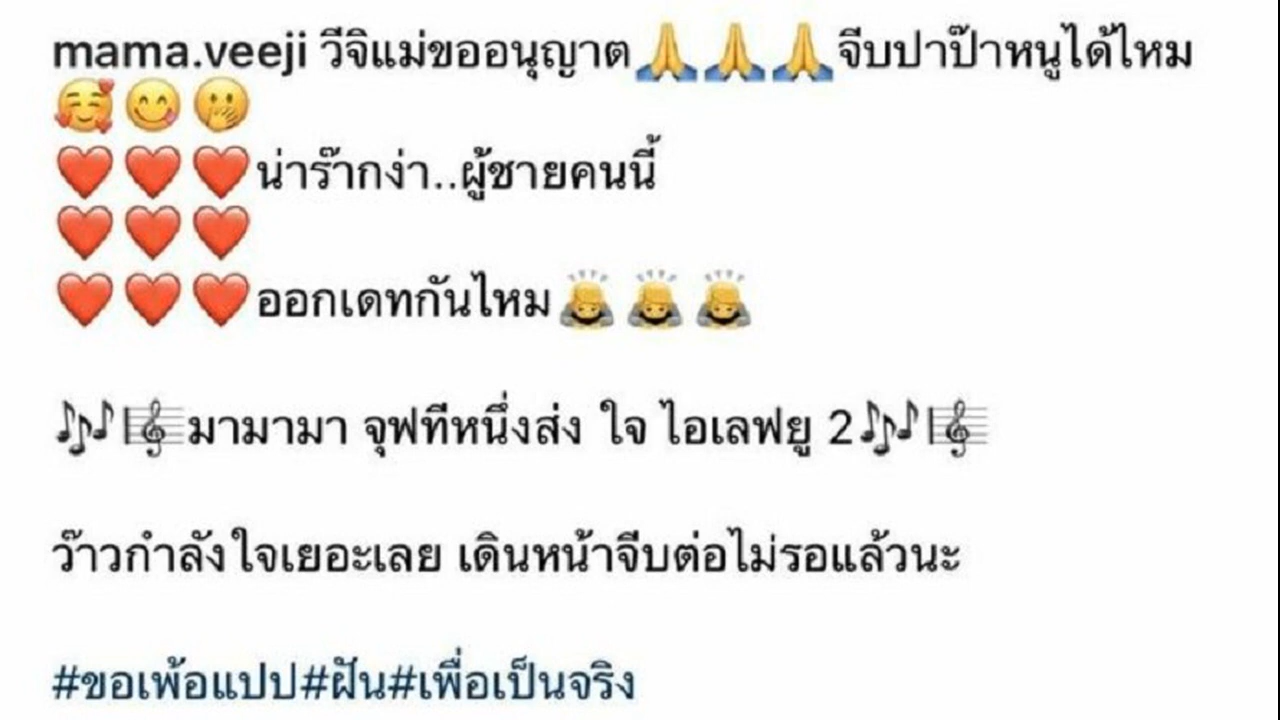 mama.veeji วีจิแม่ขออนุญาต🙏🙏🙏จีบปาป๊าหนูได้ไหม
🥰😋🤭
❤️❤️❤️น่าร๊ากง่า..ผู้ชายคนนี้
❤️❤️❤️
❤️❤️❤️ออกเดทกันไหม🙇🙇🙇
🎶🎼มามามา จุฟทีหนึ่งส่ง ใจ ไอเลฟยู 2🎶🎼
ว๊าวกำลังใจเยอะเลย เดินหน้าจีบต่อไม่รอแล้วนะ
#ขอเพ้อแปป#ฝัน#เพื่อเป็นจริง